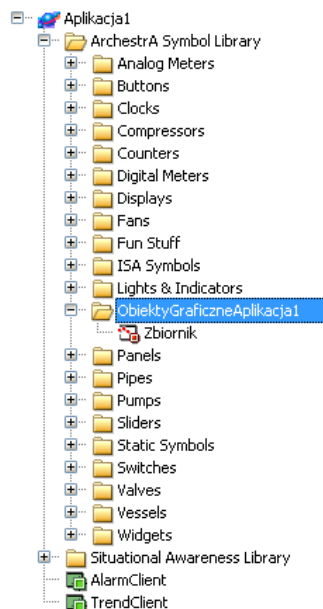 Aplikacja1
ArchestrA Symbol Library
Analog Meters
Buttons
Clocks
Compressors
Counters
Digital Meters
Displays
Fans
Fun Stuff
ISA Symbols
Lights & Indicators
ObiektyGraficzneAplikacja1
Zbiornik
Panels
Pipes
Pumps
Sliders
Static Symbols
Switches
Valves
Vessels
Widgets
Situational Awareness Library
AlarmClient
TrendClient